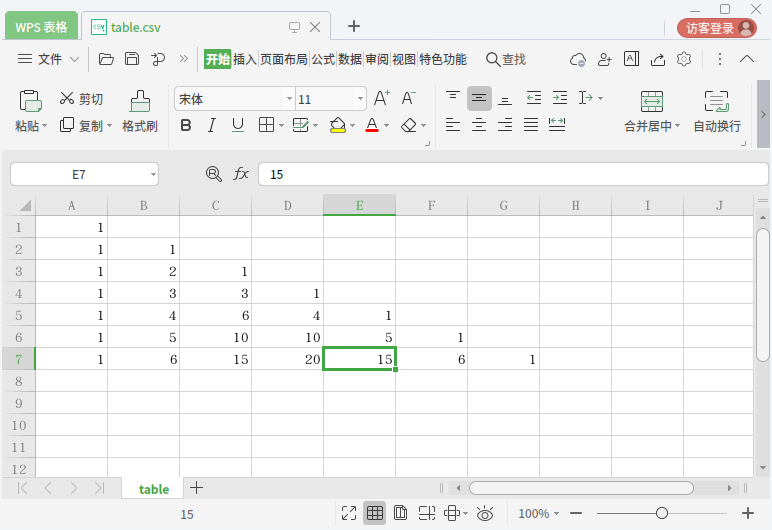 WPS 表格 table.csv 访客登录
文件 开始 插入 页面布局 公式 数据 审阅 视图 特色功能 查找
剪切 宋体 11
粘贴 复制 格式刷 B I U A 合并居中 自动换行
E7 fx 15
A B C D E F G H I J
1 1
2 1 1
3 1 2 1
4 1 3 3 1
5 1 4 6 4 1
6 1 5 10 10 5 1
7 1 6 15 20 15 6 1
8
9
10
11
12
table
15 100%